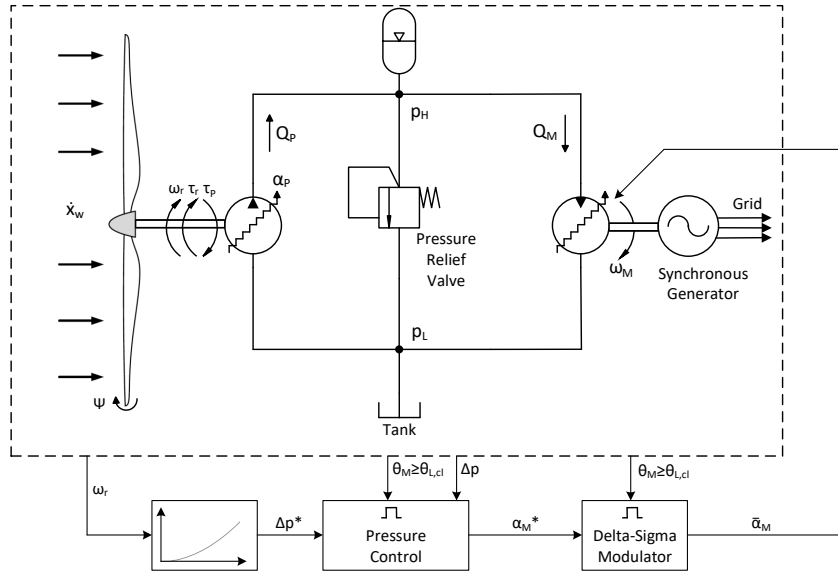 p_H
Q_P
Q_M
α_P
ω_r τ_r τ_P
ẋ_w
Pressure
Relief
Valve
Grid
ω_M
Synchronous
Generator
p_L
Ψ
Tank
ω_r
θ_M≥θ_L,cl
Δp
θ_M≥θ_L,cl
Δp*
Pressure
Control
α_M*
Delta-Sigma
Modulator
ᾱ_M